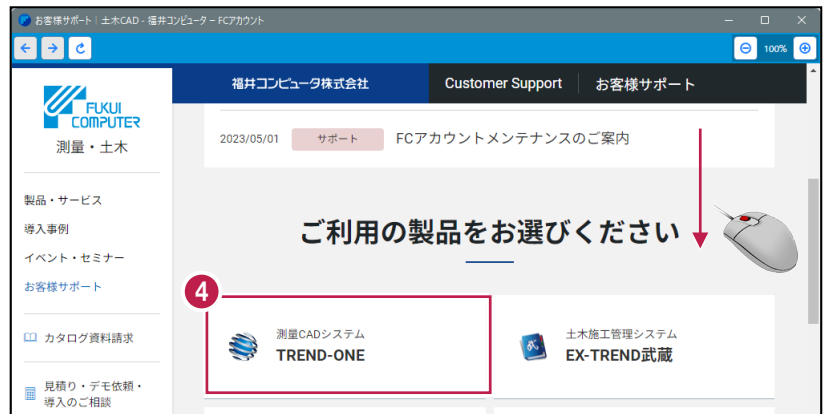 お客様サポート | 土木CAD - 福井コンピュータ - FCアカウント
100%
FUKUI
COMPUTER
測量・土木
製品・サービス
導入事例
イベント・セミナー
お客様サポート
カタログ資料請求
見積り・デモ依頼・
導入のご相談
福井コンピュータ株式会社 Customer Support お客様サポート
2023/05/01 サポート FCアカウントメンテナンスのご案内
ご利用の製品をお選びください
4
測量CADシステム
TREND-ONE
土木施工管理システム
EX-TREND武蔵